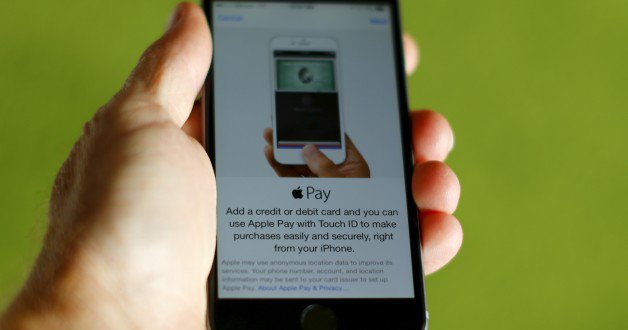 Cancel
Next
Pay
Add a credit or debit card and you can
use Apple Pay with Touch ID to make
purchases easily and securely, right
from your iPhone.
Apple may use anonymous location data to improve its
services. Your phone number, account, and location
information may be sent to your card issuer to set up
Apple Pay. About Apple Pay & Privacy...